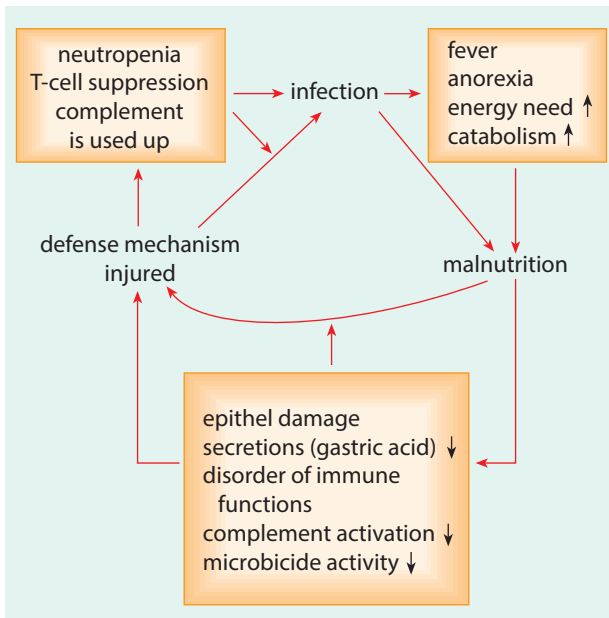 neutropenia
T-cell suppression
complement
is used up
infection
fever
anorexia
energy need ↑
catabolism ↑
defense mechanism
injured
malnutrition
epithel damage
secretions (gastric acid) ↓
disorder of immune
functions
complement activation ↓
microbicide activity ↓